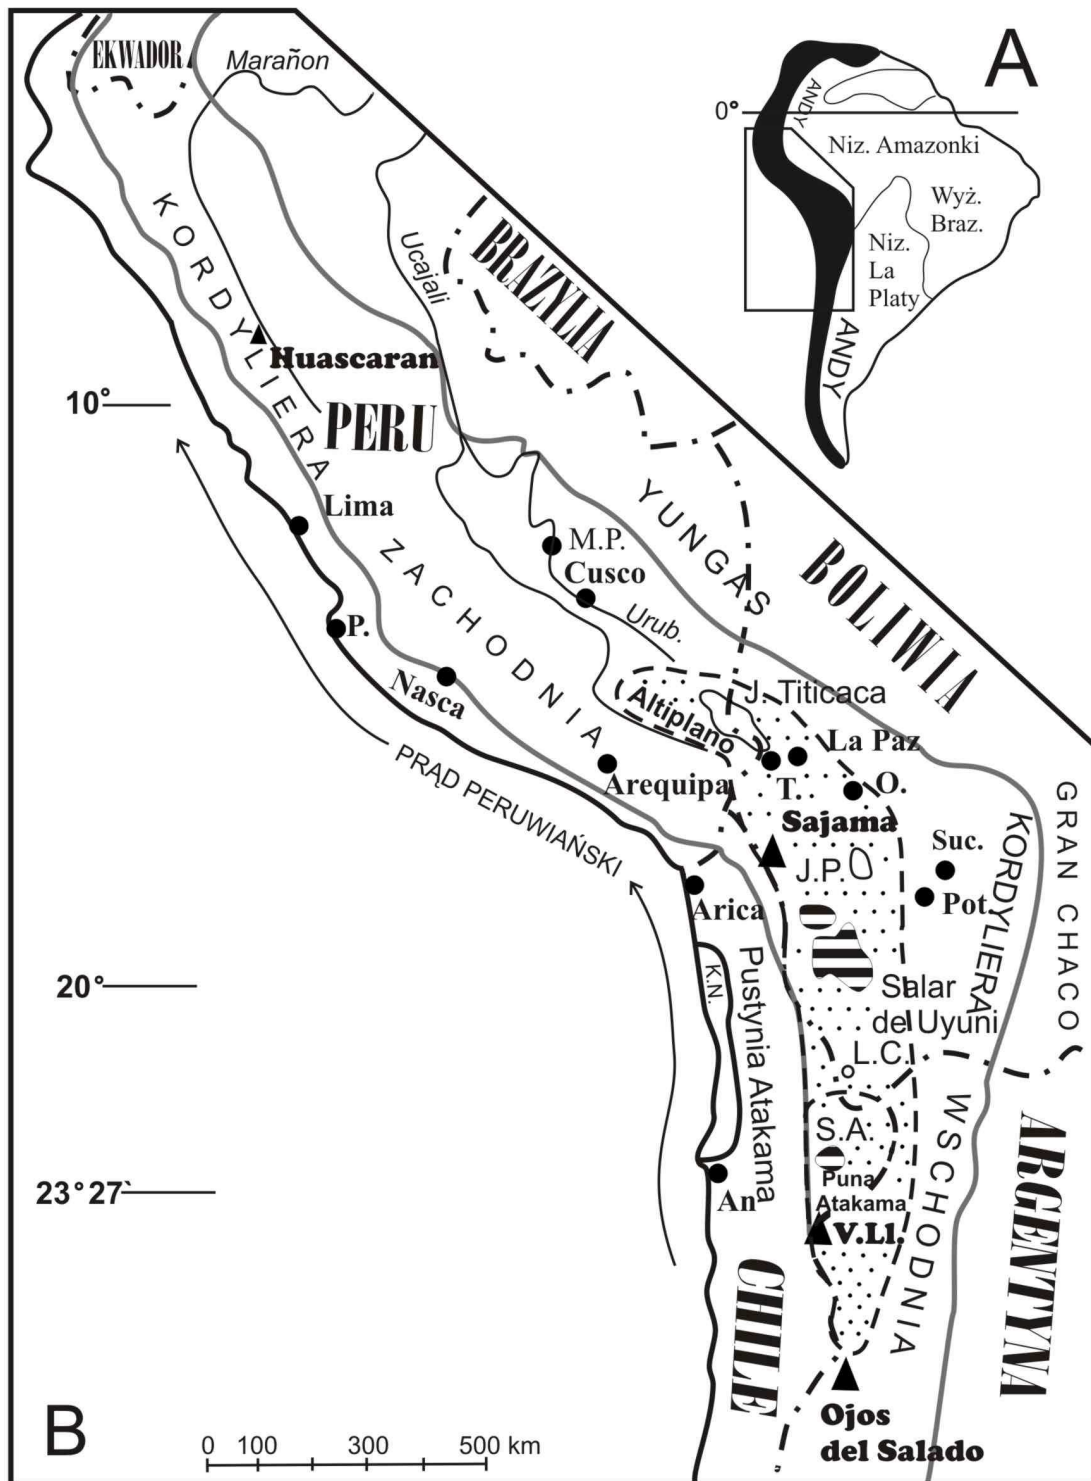 EKWADOR
Marañon
A
0°
ANDY
Niz. Amazonki
Wyż.
Braz.
Niz.
La
Platy
ANDY
KORDYLIERA ZACHODNIA
Ucajali
BRAZYLIA
Huascaran
10°
PERU
Lima
YUNGAS
M.P.
Cusco
BOLIWIA
P.
Urub.
Nasca
Altiplano
J. Titicaca
La Paz
PRĄD PERUWIAŃSKI
Arequipa
T.
O.
Sajama
GRAN CHACO
KORDYLIERA WSCHODNIA
Suc.
J.P.
Pot.
Arica
K.N.
Pustynia Atakama
20°
Salar
de Uyuni
L.C.
S.A.
ARGENTYNA
23°27`
Puna
Atakama
An
V.Ll.
CHILE
Ojos
del Salado
B
0 100 300 500 km